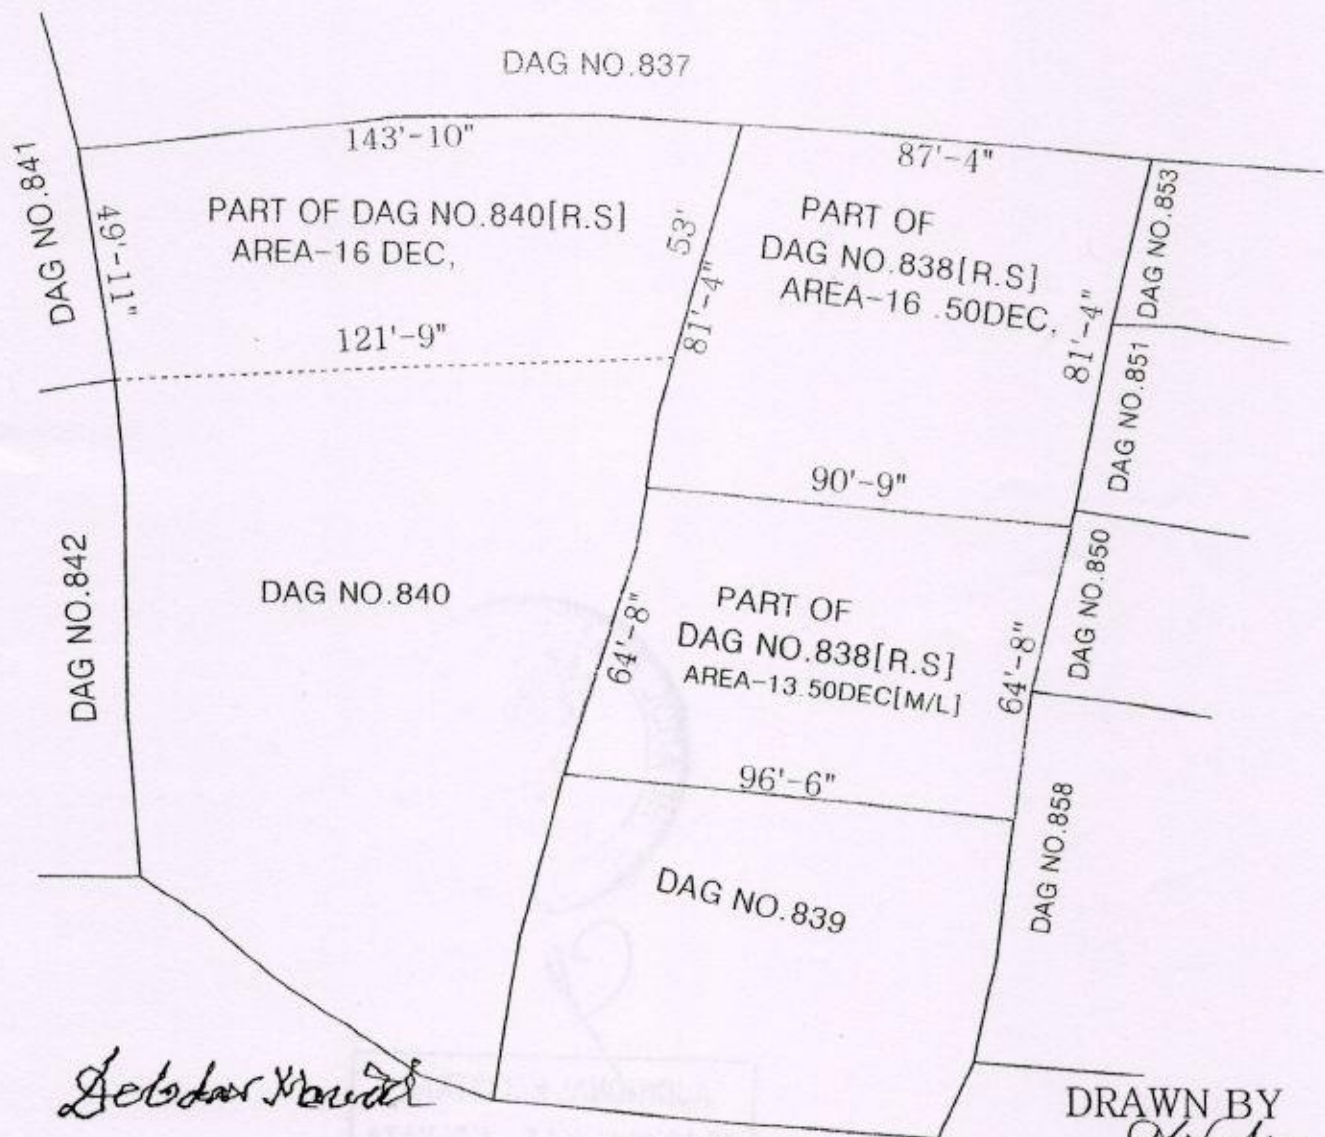 DAG NO.837
143'-10"
87'-4"
DAG NO.841
49'-11"
PART OF DAG NO.840[R.S]
AREA-16 DEC,
53'
81'-4"
PART OF
DAG NO.838[R.S]
AREA-16 .50DEC,
81'-4"
DAG NO.853
121'-9"
DAG NO.851
90'-9"
DAG NO.842
DAG NO.840
64'-8"
PART OF
DAG NO.838[R.S]
AREA-13.50DEC[M/L]
64'-8"
DAG NO.850
96'-6"
DAG NO.839
DAG NO.858
DRAWN BY